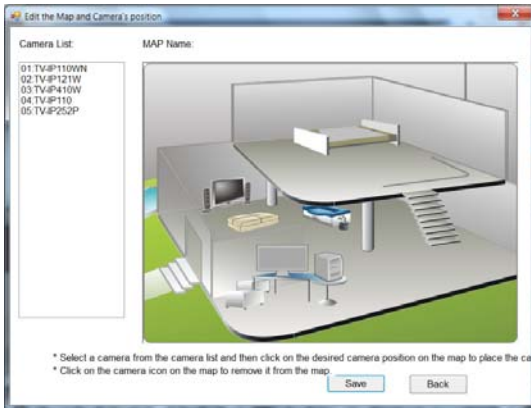 Edit the Map and Camera's position
Camera List:
MAP Name:
01:TV-IP110WN
02:TV-IP121W
03:TV-IP410W
04:TV-IP110
05:TV-IP252P
* Select a camera from the camera list and then click on the desired camera position on the map to place the ca
* Click on the camera icon on the map to remove it from the map.
Save
Back